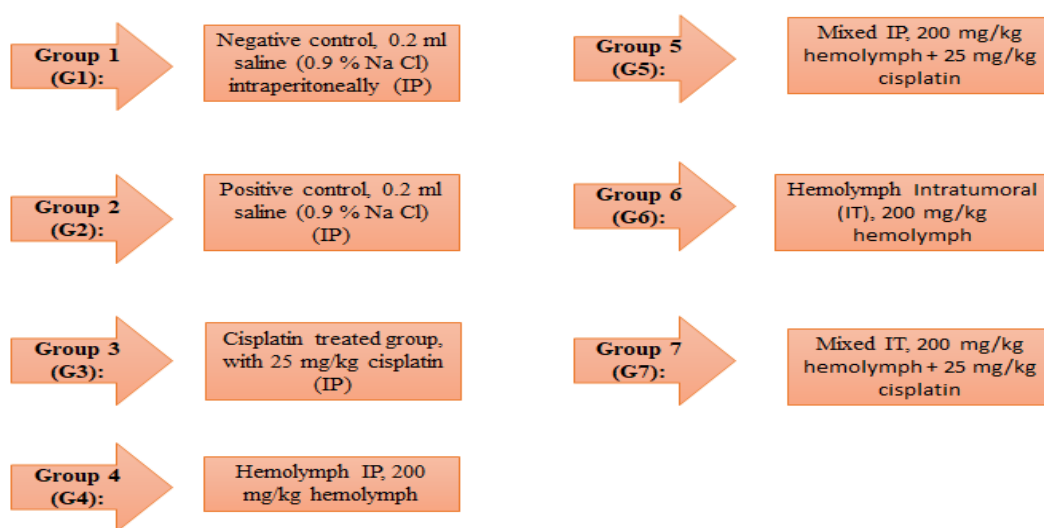 Group 1
(G1):
Negative control, 0.2 ml
saline (0.9 % Na Cl)
intraperitoneally (IP)
Group 2
(G2):
Positive control, 0.2 ml
saline (0.9 % Na Cl)
(IP)
Group 3
(G3):
Cisplatin treated group,
with 25 mg/kg cisplatin
(IP)
Group 4
(G4):
Hemolymph IP, 200
mg/kg hemolymph
Group 5
(G5):
Mixed IP, 200 mg/kg
hemolymph + 25 mg/kg
cisplatin
Group 6
(G6):
Hemolymph Intratumoral
(IT), 200 mg/kg
hemolymph
Group 7
(G7):
Mixed IT, 200 mg/kg
hemolymph + 25 mg/kg
cisplatin